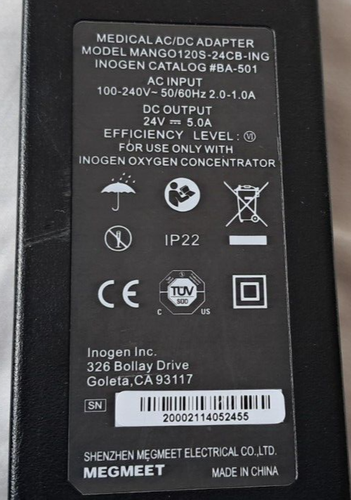 MEDICAL AC/DC ADAPTER
MODEL MANGO120S-24CB-ING
INOGEN CATALOG #BA-501
AC INPUT
100-240V~ 50/60Hz 2.0-1.0A
DC OUTPUT
24V ⎓ 5.0A
EFFICIENCY LEVEL: Ⓥ︎I
FOR USE ONLY WITH
INOGEN OXYGEN CONCENTRATOR
IP22
CE
TÜV
SÜD
C US
Inogen Inc.
326 Bollay Drive
Goleta,CA 93117
SN
20002114052455
SHENZHEN MEGMEET ELECTRICAL CO.,LTD.
MEGMEET MADE IN CHINA